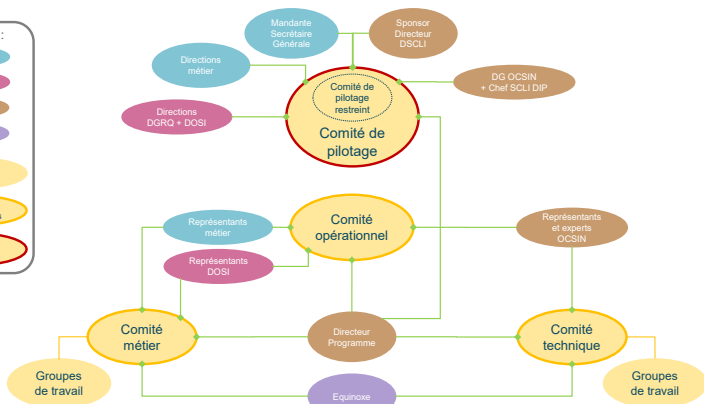 :
Mandante
Secrétaire
Générale
Sponsor
Directeur
DSCLI
Directions
métier
DG OCSIN
+ Chef SCLI DIP
Comité de
pilotage
restreint
Directions
DGRQ + DOSI
Comité de
pilotage
Représentants
métier
Comité
opérationnel
Représentants
et experts
OCSIN
Représentants
DOSI
Comité
métier
Directeur
Programme
Comité
technique
Groupes
de travail
Equinoxe
Groupes
de travail